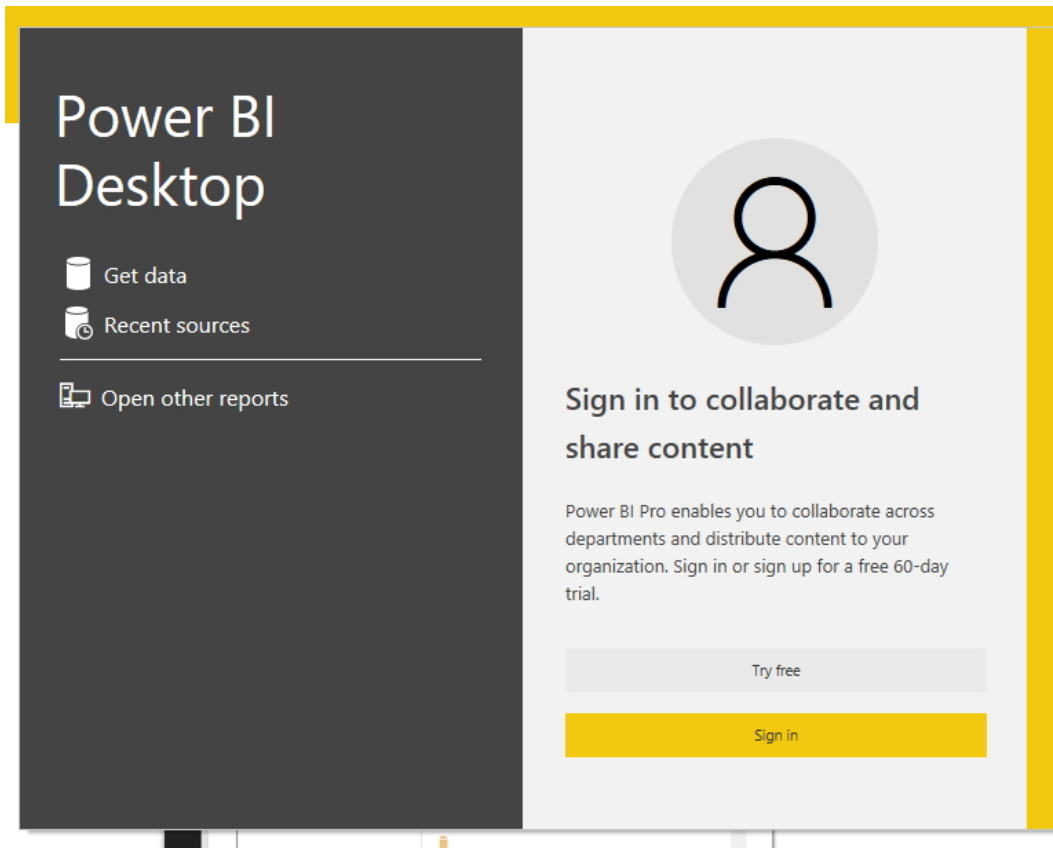 Power BI
Desktop
Get data
Recent sources
Open other reports
Sign in to collaborate and
share content
Power BI Pro enables you to collaborate across
departments and distribute content to your
organization. Sign in or sign up for a free 60-day
trial.
Try free
Sign in